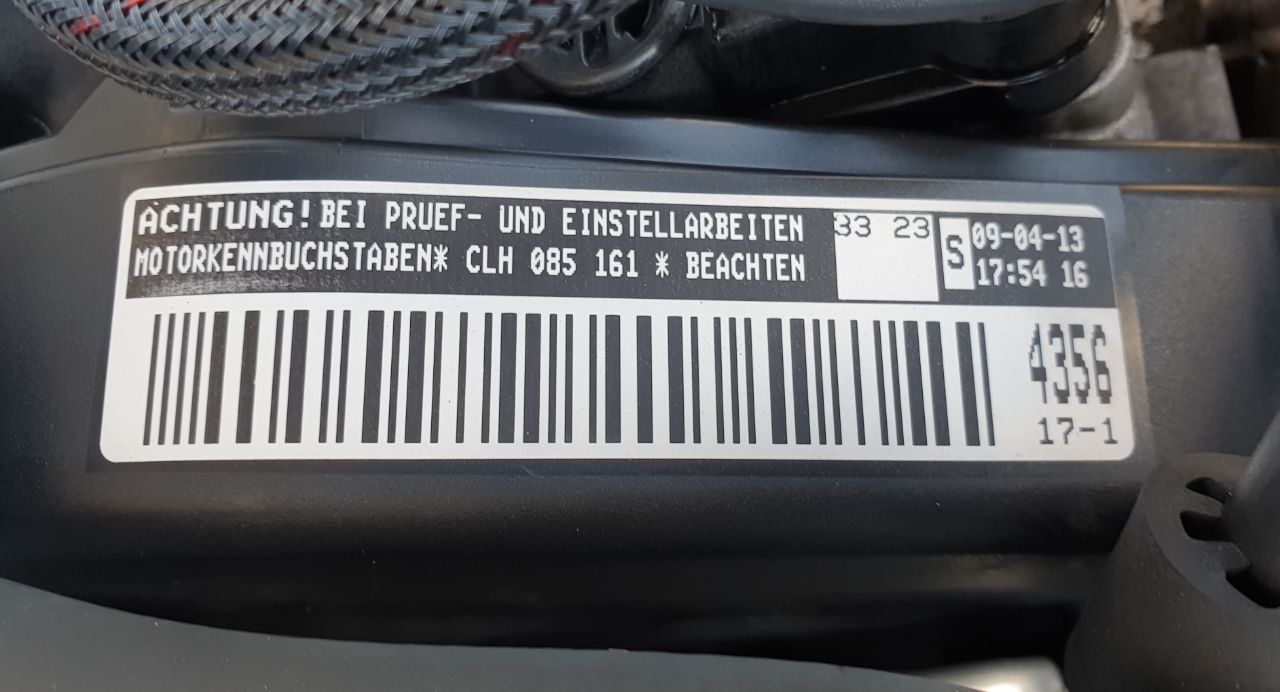 ACHTUNG! BEI PRUEF- UND EINSTELLARBEITEN
MOTORKENNBUCHSTABEN* CLH 085 161 * BEACHTEN
33 23
S
09-04-13
17:54 16
4356
17-1